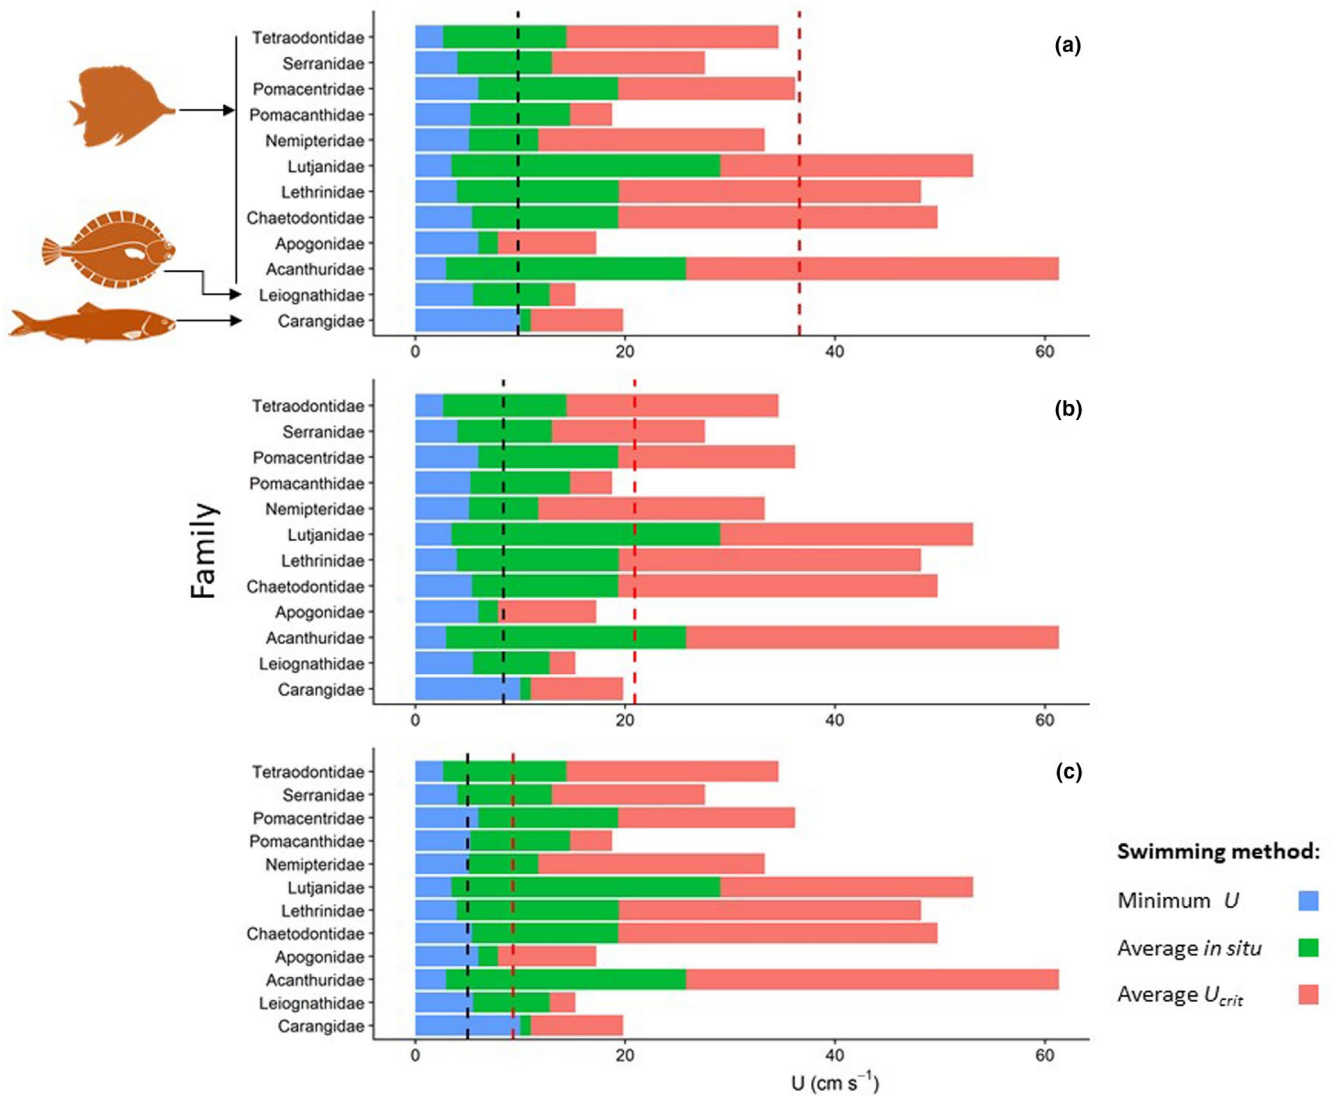 (a)
Tetraodontidae
Serranidae
Pomacentridae
Pomacanthidae
Nemipteridae
Lutjanidae
Lethrinidae
Chaetodontidae
Apogonidae
Acanthuridae
Leiognathidae
Carangidae
0 20 40 60
(b)
Tetraodontidae
Serranidae
Pomacentridae
Pomacanthidae
Nemipteridae
Lutjanidae
Lethrinidae
Chaetodontidae
Apogonidae
Acanthuridae
Leiognathidae
Carangidae
0 20 40 60
Family
(c)
Tetraodontidae
Serranidae
Pomacentridae
Pomacanthidae
Nemipteridae
Lutjanidae
Lethrinidae
Chaetodontidae
Apogonidae
Acanthuridae
Leiognathidae
Carangidae
0 20 40 60
U (cm s⁻¹)
Swimming method:
Minimum U
Average in situ
Average Ucrit